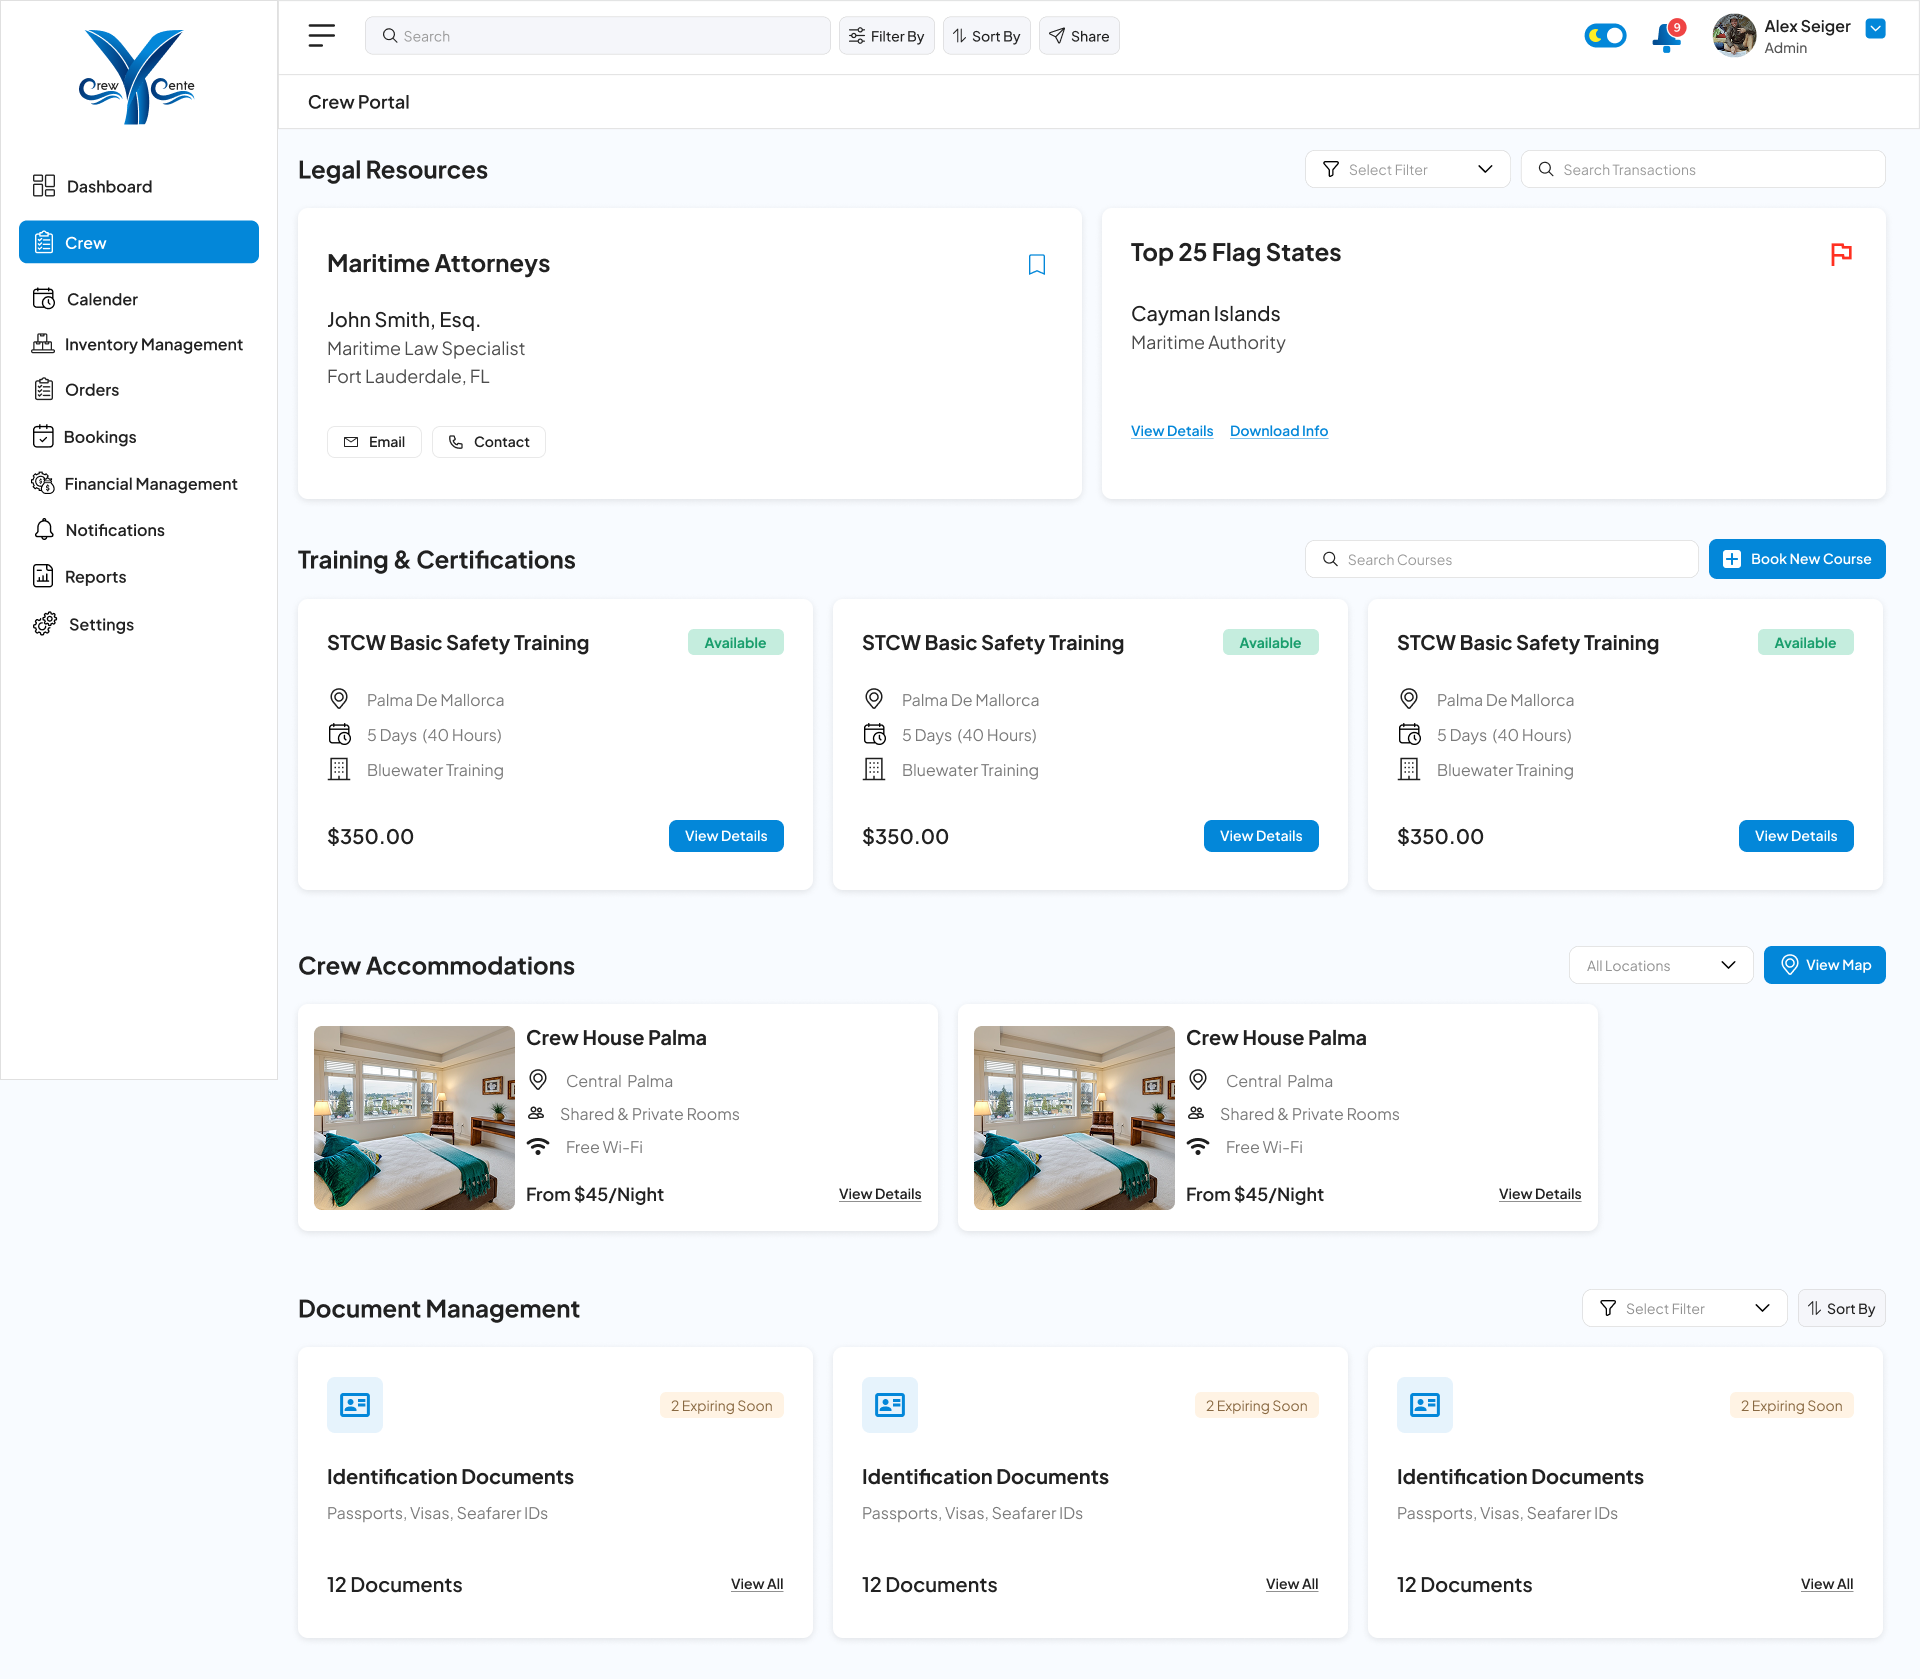 Crew Cente
Dashboard
Crew
Calender
Inventory Management
Orders
Bookings
Financial Management
Notifications
Reports
Settings
Search
Filter By
Sort By
Share
9
Alex Seiger
Admin
Crew Portal
Legal Resources
Select Filter
Search Transactions
Maritime Attorneys
John Smith, Esq.
Maritime Law Specialist
Fort Lauderdale, FL
Email
Contact
Top 25 Flag States
Cayman Islands
Maritime Authority
View Details
Download Info
Training & Certifications
Search Courses
Book New Course
STCW Basic Safety Training
Available
Palma De Mallorca
5 Days (40 Hours)
Bluewater Training
$350.00
View Details
STCW Basic Safety Training
Available
Palma De Mallorca
5 Days (40 Hours)
Bluewater Training
$350.00
View Details
STCW Basic Safety Training
Available
Palma De Mallorca
5 Days (40 Hours)
Bluewater Training
$350.00
View Details
Crew Accommodations
All Locations
View Map
Crew House Palma
Central Palma
Shared & Private Rooms
Free Wi-Fi
From $45/Night
View Details
Crew House Palma
Central Palma
Shared & Private Rooms
Free Wi-Fi
From $45/Night
View Details
Document Management
Select Filter
Sort By
2 Expiring Soon
Identification Documents
Passports, Visas, Seafarer IDs
12 Documents
View All
2 Expiring Soon
Identification Documents
Passports, Visas, Seafarer IDs
12 Documents
View All
2 Expiring Soon
Identification Documents
Passports, Visas, Seafarer IDs
12 Documents
View All